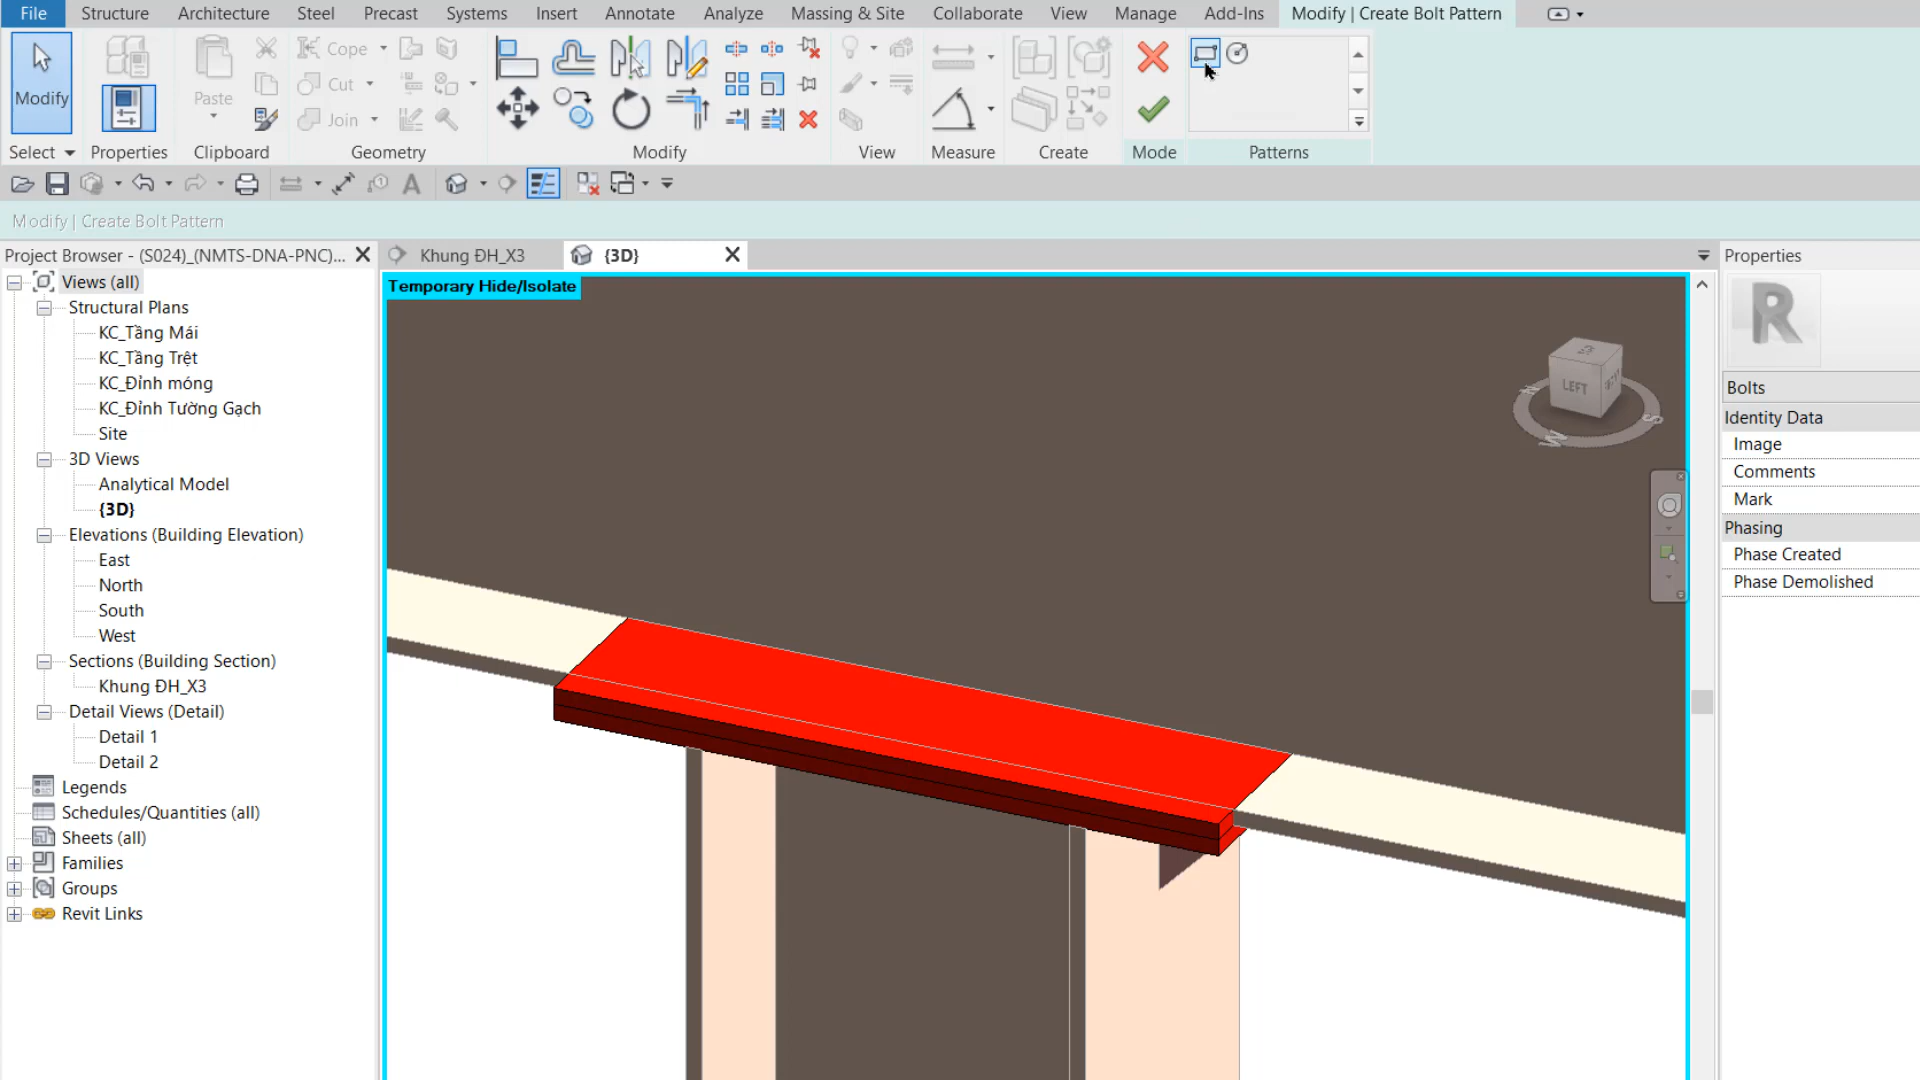 File Structure Architecture Steel Precast Systems Insert Annotate Analyze Massing & Site Collaborate View Manage Add-Ins Modify | Create Bolt Pattern
Modify
Paste
Cope
Cut
Join
Select Properties Clipboard Geometry Modify View Measure Create Mode Patterns
A
Modify | Create Bolt Pattern
Project Browser - (S024)_(NMTS-DNA-PNC)...
Khung ĐH_X3
{3D}
Properties
Temporary Hide/Isolate
Views (all)
Structural Plans
KC_Tầng Mái
KC_Tầng Trệt
KC_Đỉnh móng
KC_Đỉnh Tường Gạch
Site
3D Views
Analytical Model
{3D}
Elevations (Building Elevation)
East
North
South
West
Sections (Building Section)
Khung ĐH_X3
Detail Views (Detail)
Detail 1
Detail 2
Legends
Schedules/Quantities (all)
Sheets (all)
Families
Groups
Revit Links
LEFT
N
S
W
R
Bolts
Identity Data
Image
Comments
Mark
Phasing
Phase Created
Phase Demolished